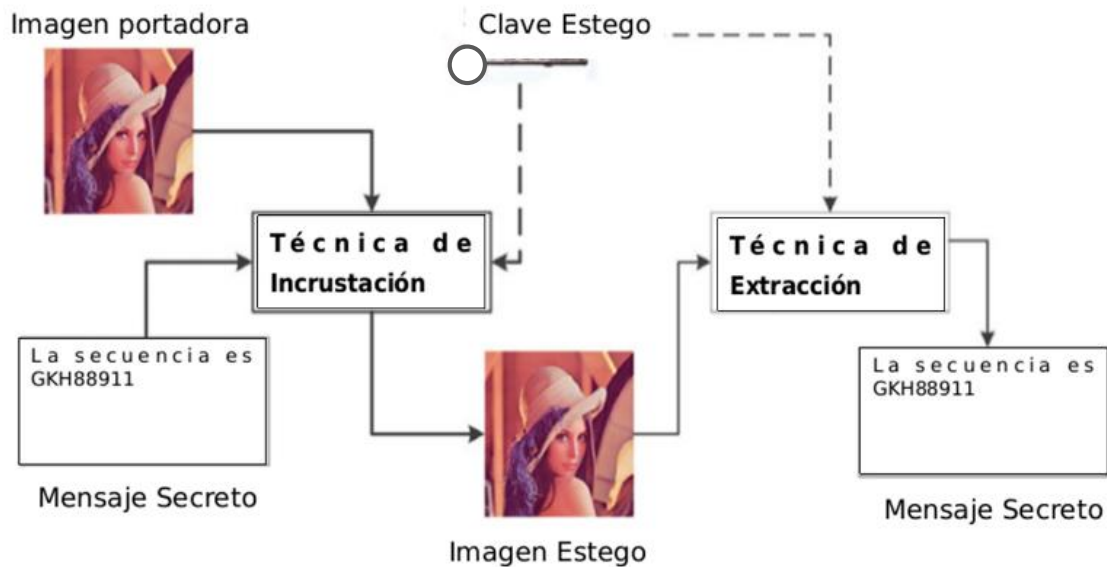 Imagen portadora
Clave Estego
Técnica de
Incrustación
Técnica de
Extracción
La secuencia es
GKH88911
Mensaje Secreto
Imagen Estego
La secuencia es
GKH88911
Mensaje Secreto